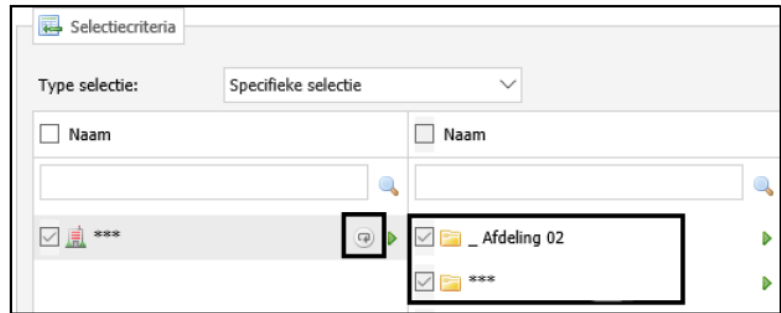 Selectiecriteria
Type selectie: Specifieke selectie
Naam Naam
*** _ Afdeling 02
***